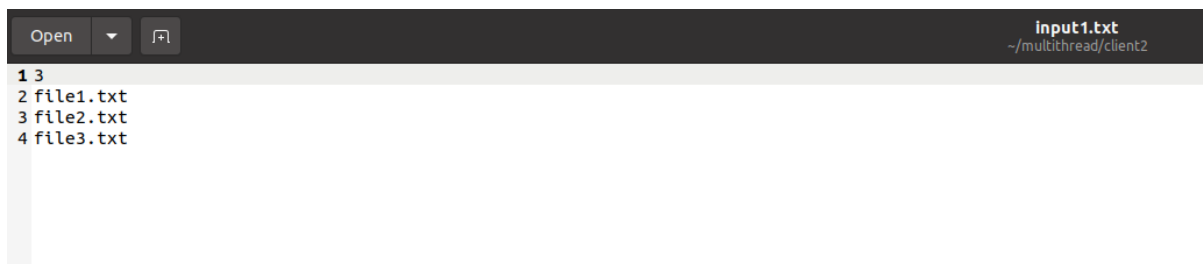 Open
input1.txt
~/multithread/client2
1 3
2 file1.txt
3 file2.txt
4 file3.txt